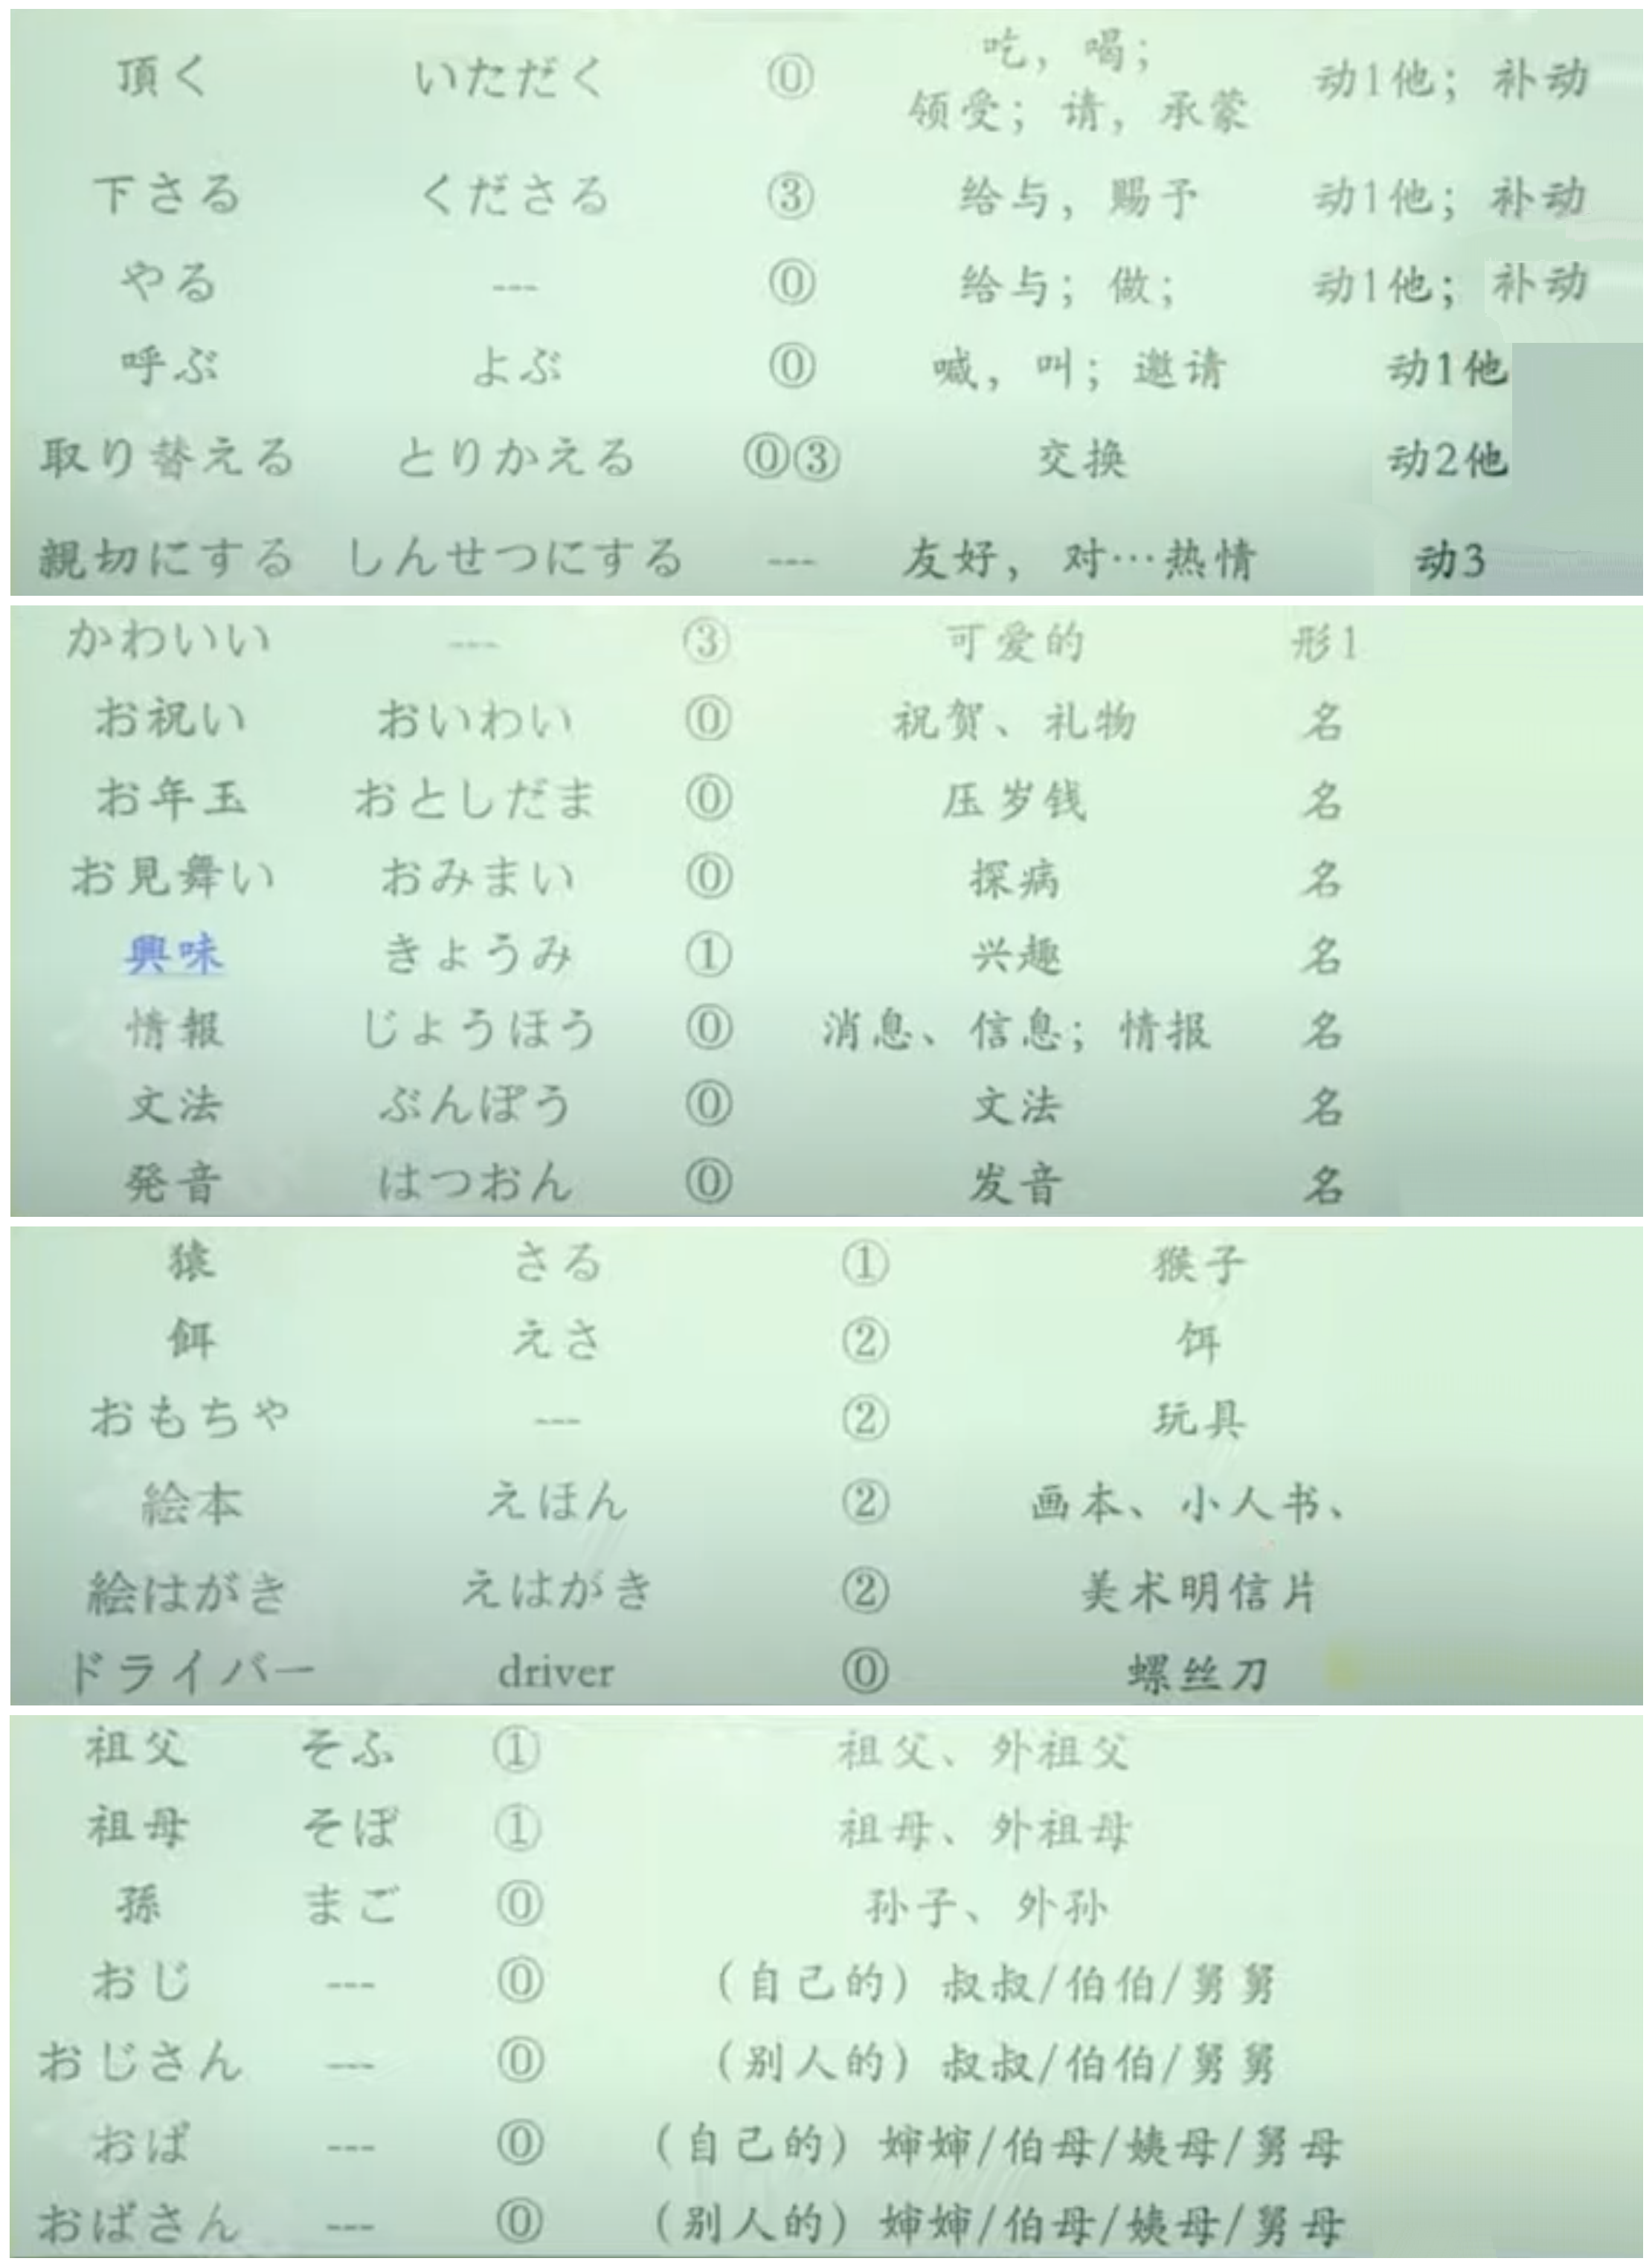 頂く いただく ⓪ 吃，喝；领受；请，承蒙 动1他；补动
下さる くださる ③ 给与，赐予 动1他；补动
やる --- ⓪ 给与；做； 动1他；补动
呼ぶ よぶ ⓪ 喊，叫；邀请 动1他
取り替える とりかえる ⓪③ 交换 动2他
親切にする しんせつにする --- 友好，对…热情 动3
かわいい --- ③ 可爱的 形1
お祝い おいわい ⓪ 祝贺、礼物 名
お年玉 おとしだま ⓪ 压岁钱 名
お見舞い おみまい ⓪ 探病 名
興味 きょうみ ① 兴趣 名
情報 じょうほう ⓪ 消息、信息；情报 名
文法 ぶんぽう ⓪ 文法 名
発音 はつおん ⓪ 发音 名
猿 さる ① 猴子
餌 えさ ② 饵
おもちゃ --- ② 玩具
絵本 えほん ② 画本、小人书、
絵はがき えはがき ② 美术明信片
ドライバー driver ⓪ 螺丝刀
祖父 そふ ① 祖父、外祖父
祖母 そぼ ① 祖母、外祖母
孫 まご ⓪ 孙子、外孙
おじ --- ⓪ （自己的）叔叔/伯伯/舅舅
おじさん --- ⓪ （别人的）叔叔/伯伯/舅舅
おば --- ⓪ （自己的）婶婶/伯母/姨母/舅母
おばさん --- ⓪ （别人的）婶婶/伯母/姨母/舅母